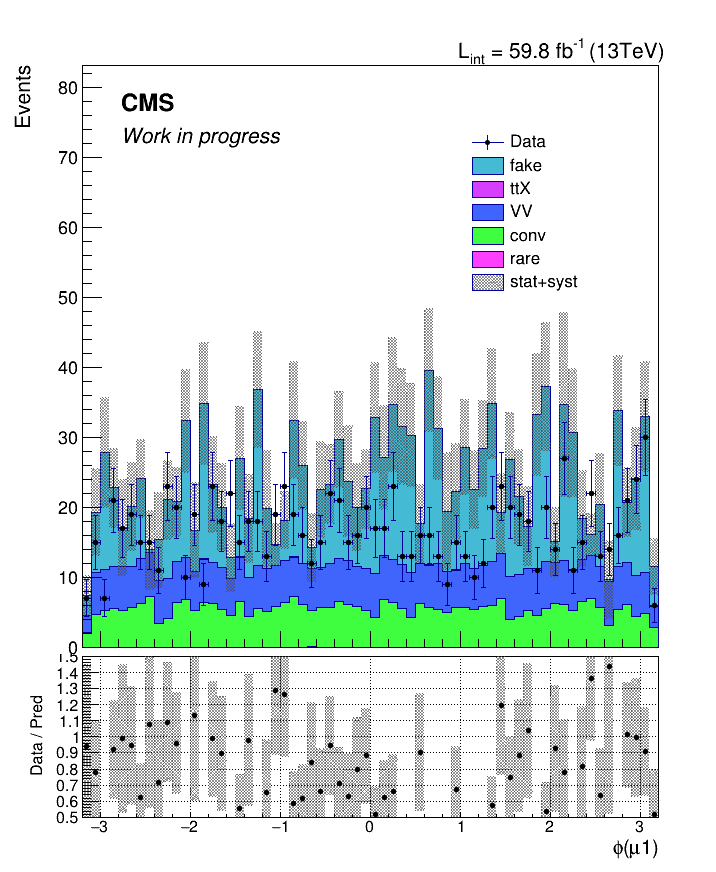 L_int = 59.8 fb^-1 (13TeV)
Events
CMS
Work in progress
Data
fake
ttX
VV
conv
rare
stat+syst
80
70
60
50
40
30
20
10
0
Data / Pred
1.5
1.4
1.3
1.2
1.1
1
0.9
0.8
0.7
0.6
0.5
−3 −2 −1 0 1 2 3
ϕ(μ1)